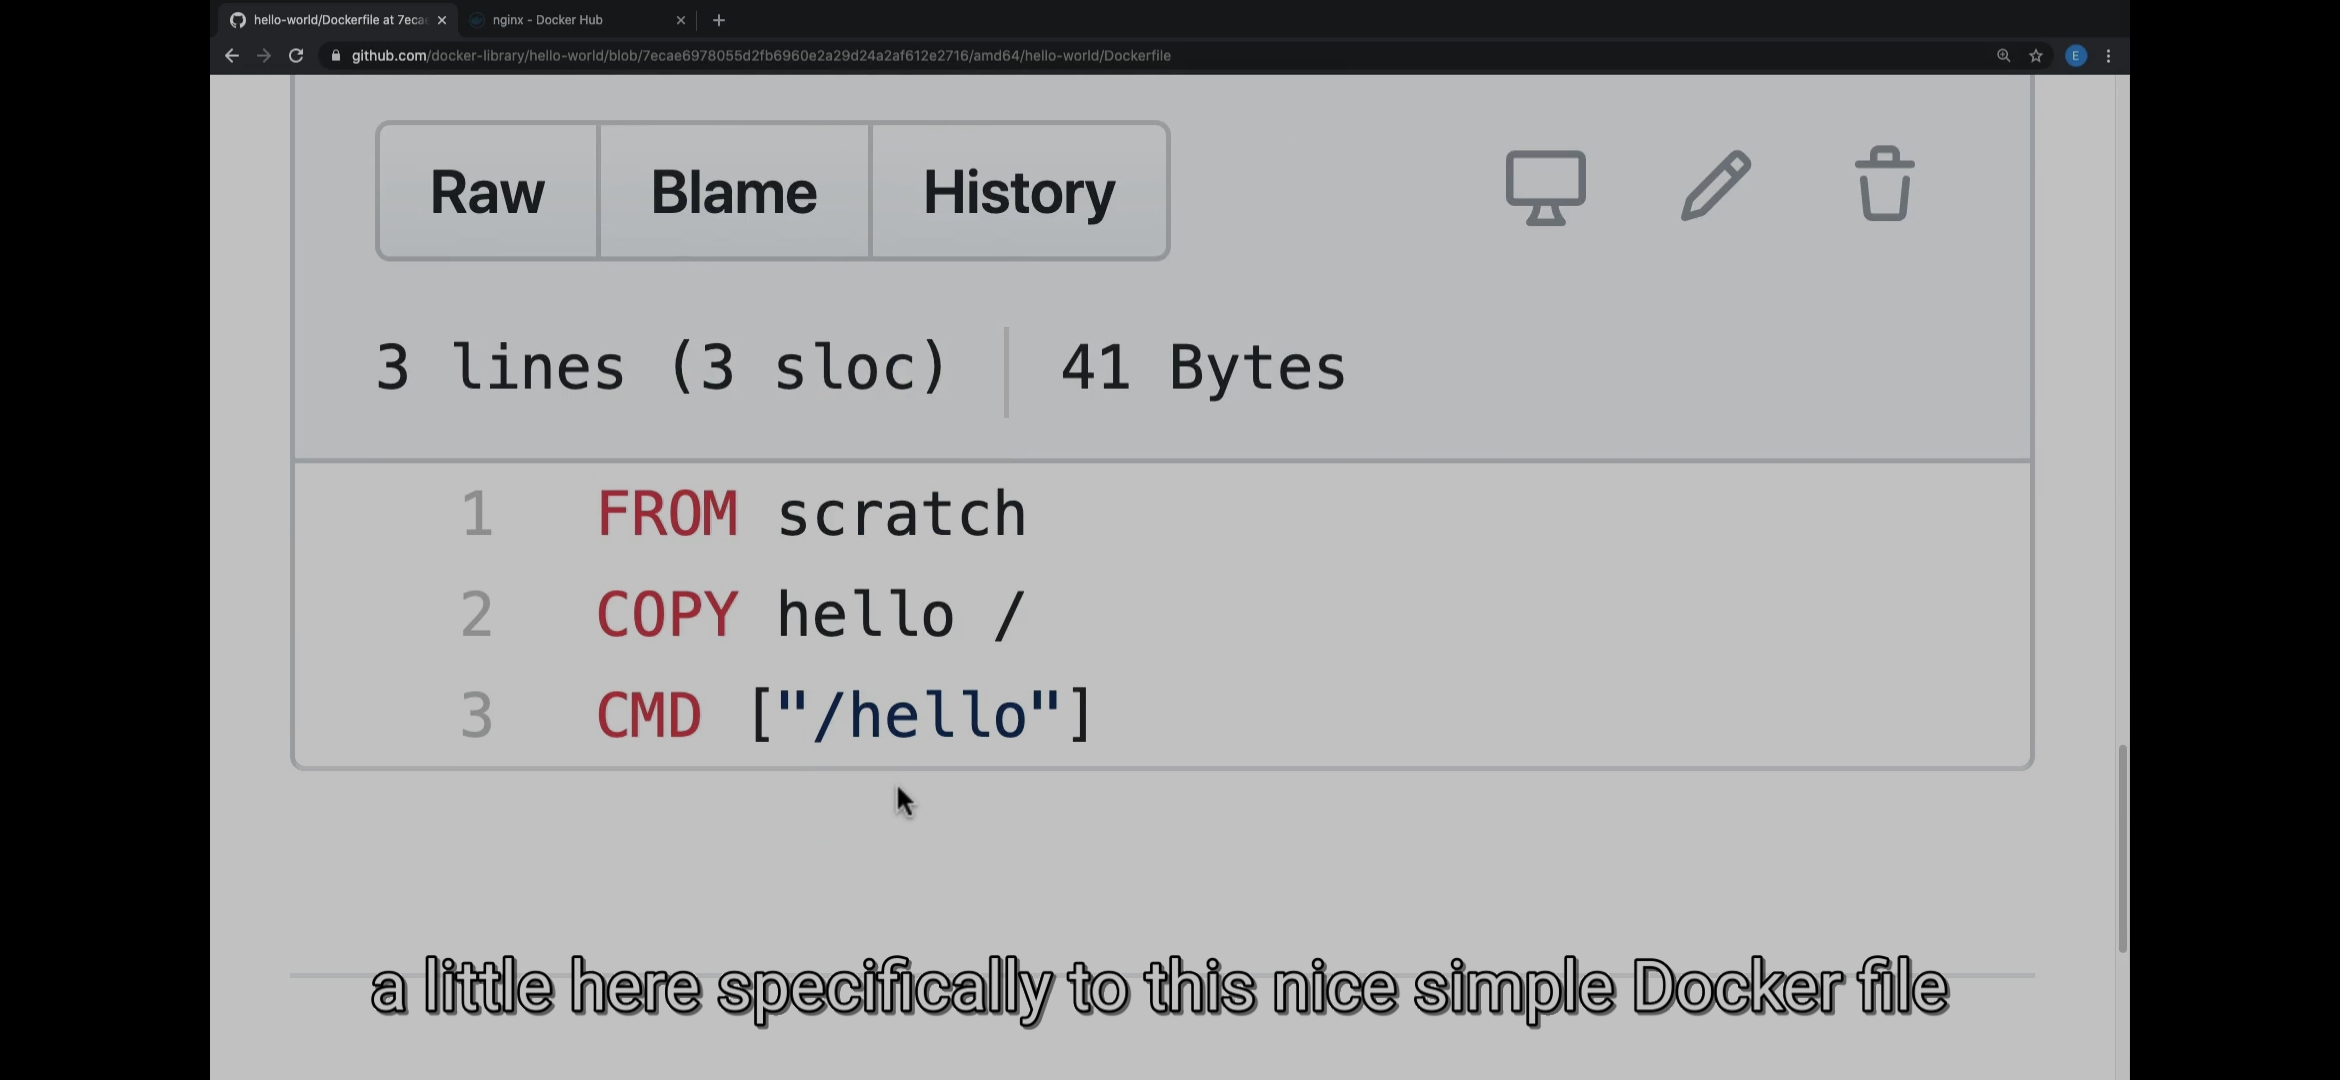 hello-world/Dockerfile at 7eca
nginx - Docker Hub
github.com/docker-library/hello-world/blob/7ecae6978055d2fb6960e2a29d24a2af612e2716/amd64/hello-world/Dockerfile
E
Raw Blame History
3 lines (3 sloc) 41 Bytes
1 FROM scratch
2 COPY hello /
3 CMD ["/hello"]
a little here specifically to this nice simple Docker file